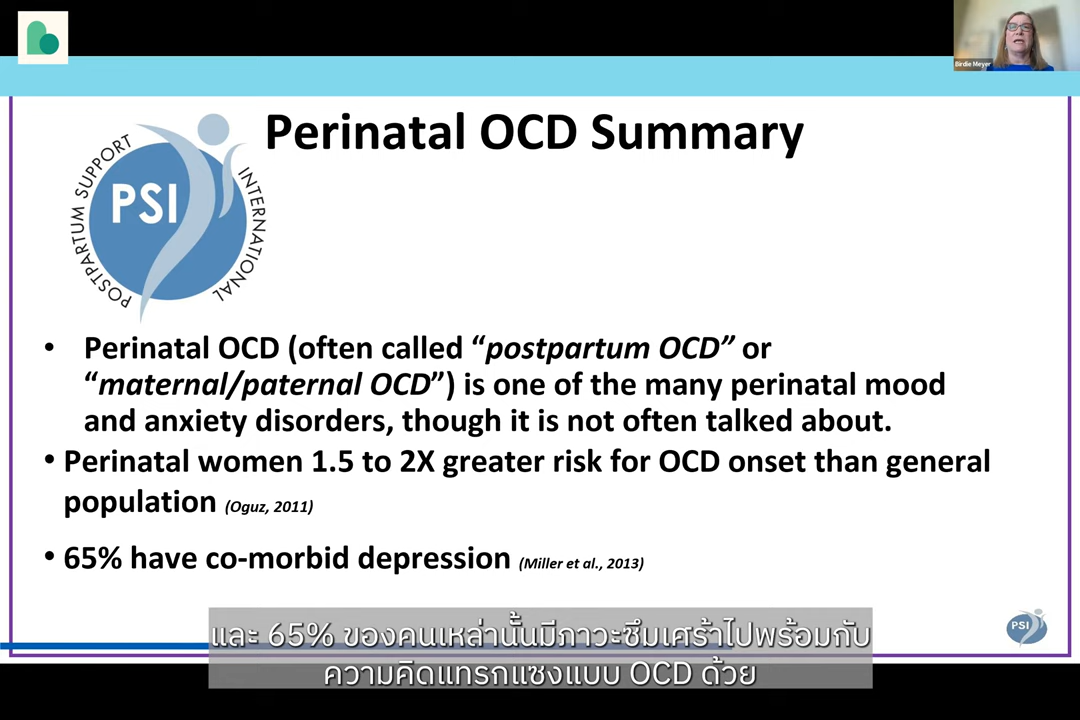 Birdie Meyer
Perinatal OCD Summary
POSTPARTUM SUPPORT
INTERNATIONAL
PSI
• Perinatal OCD (often called “postpartum OCD” or
“maternal/paternal OCD”) is one of the many perinatal mood
and anxiety disorders, though it is not often talked about.
• Perinatal women 1.5 to 2X greater risk for OCD onset than general
population (Oguz, 2011)
• 65% have co-morbid depression (Miller et al., 2013)
PSI
และ 65% ของคนเหล่านั้นมีภาวะซึมเศร้าไปพร้อมกับ
ความคิดแทรกแซงแบบ OCD ด้วย